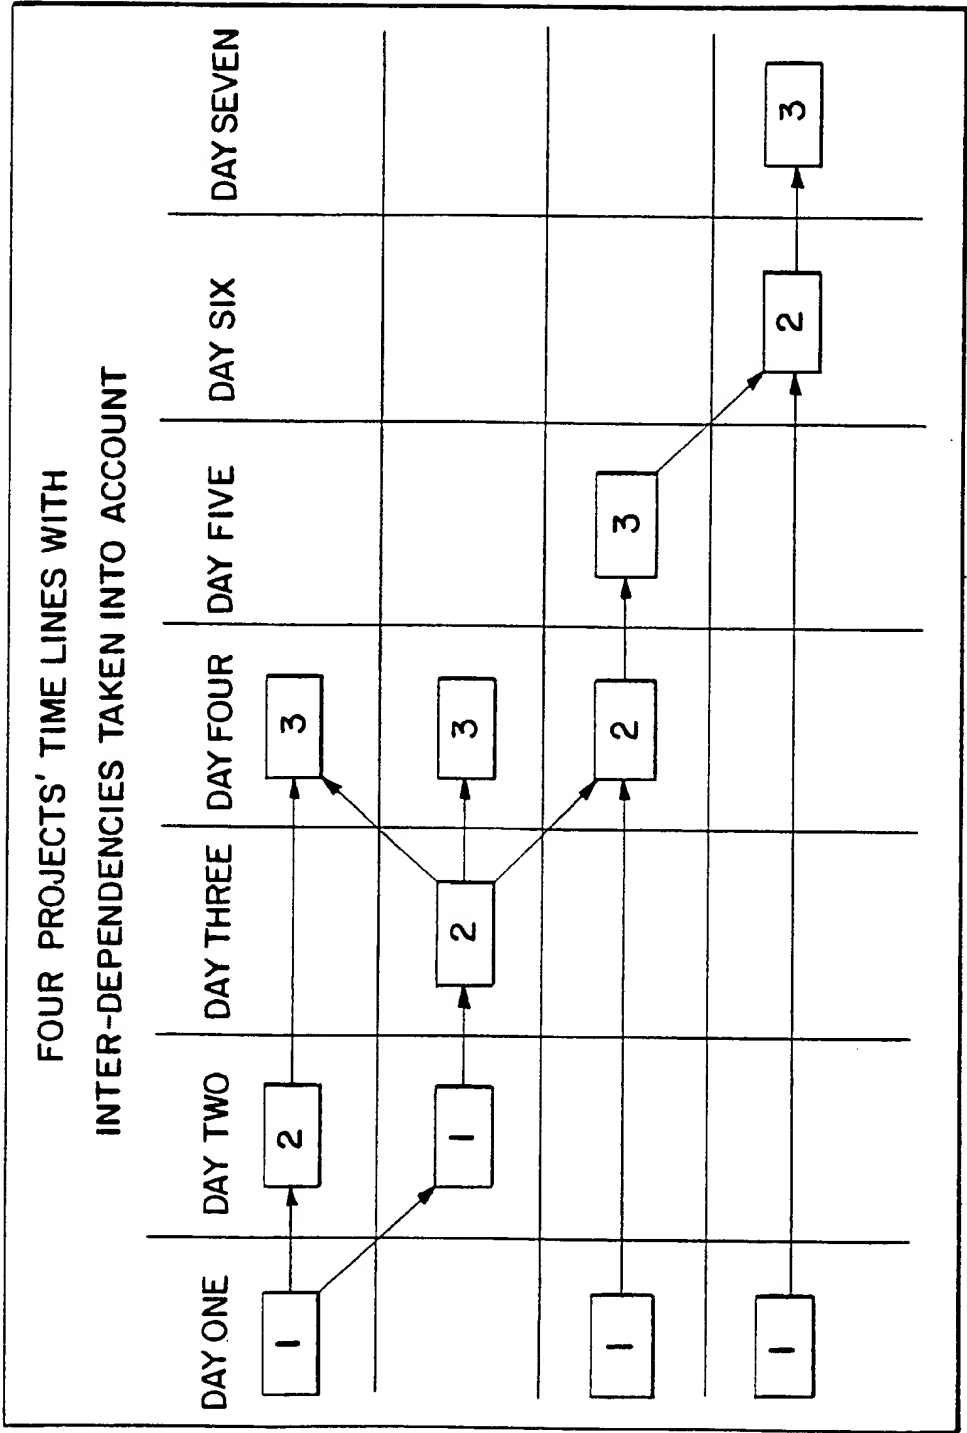 FOUR PROJECTS' TIME LINES WITH
INTER-DEPENDENCIES TAKEN INTO ACCOUNT
DAY ONE DAY TWO DAY THREE DAY FOUR DAY FIVE DAY SIX DAY SEVEN
1 2 3
1 2 3
1 2 3
1 2 3